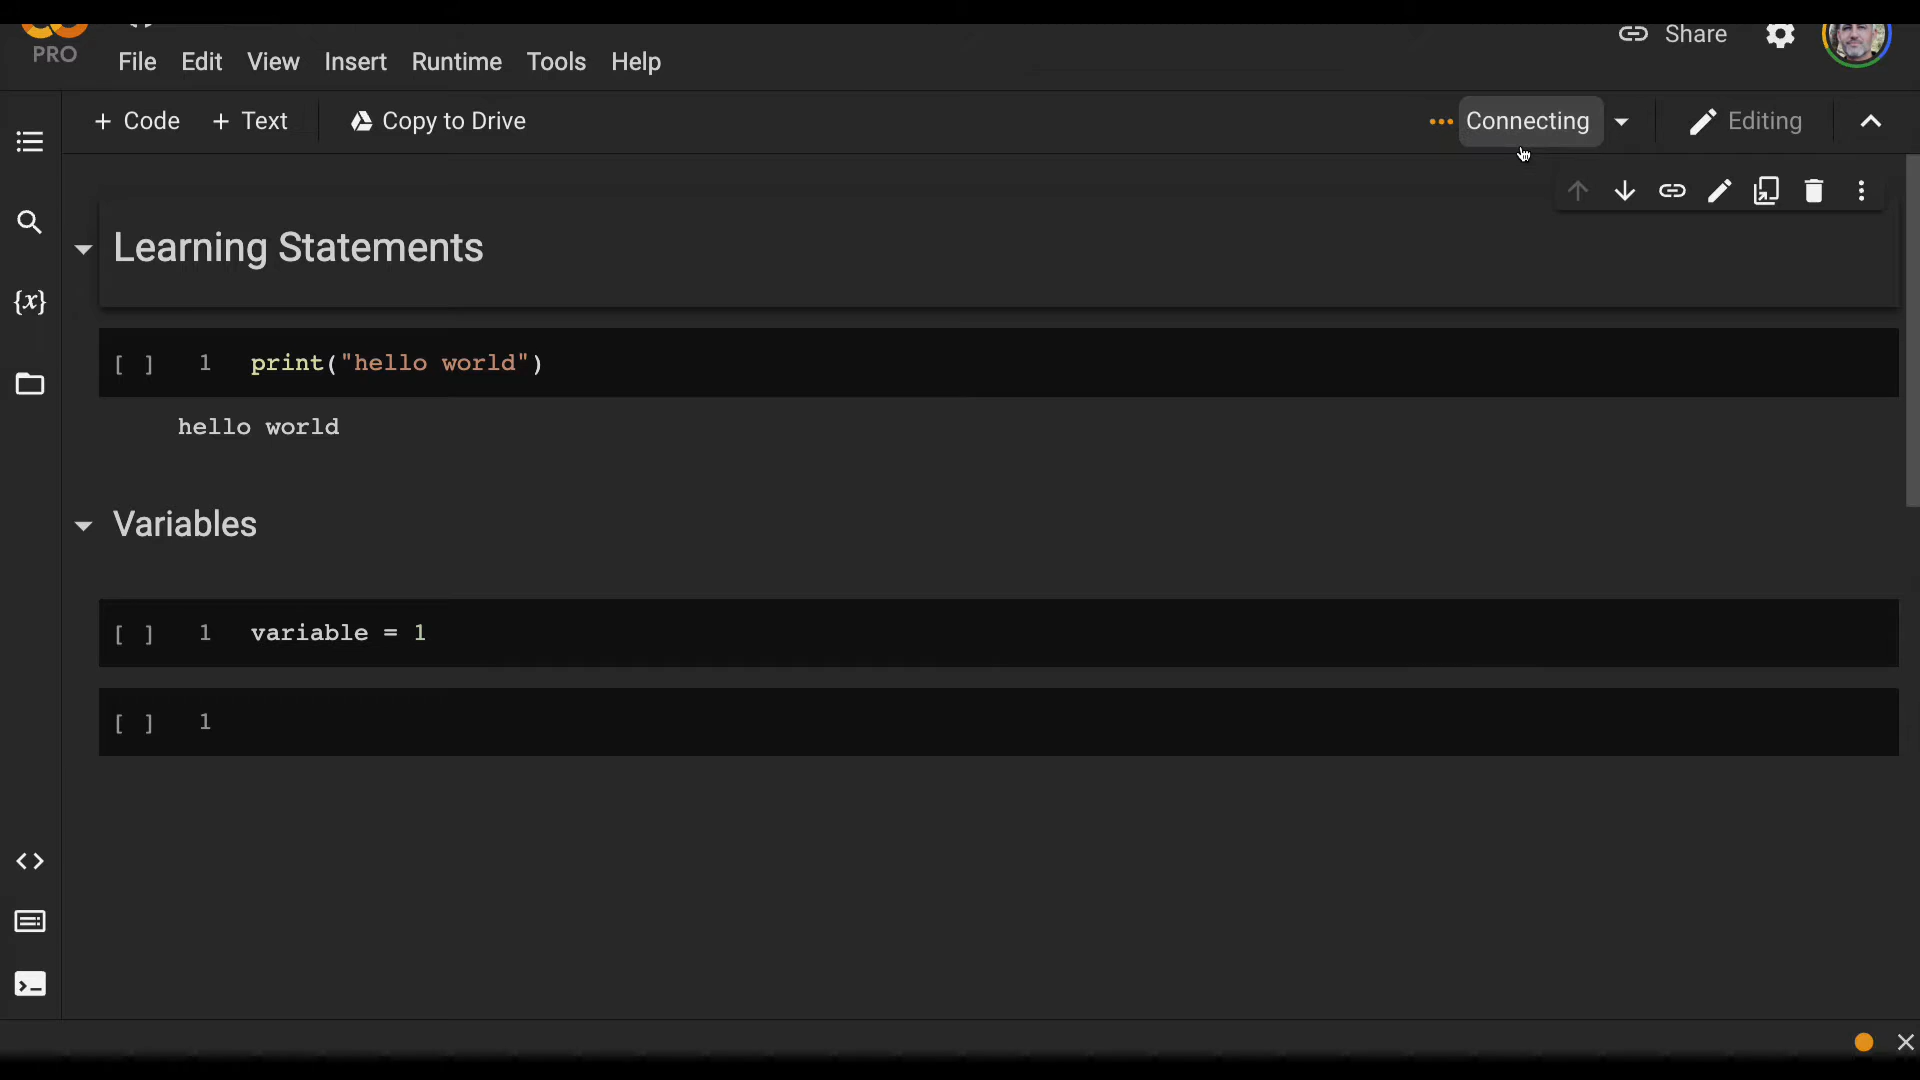 PRO
File Edit View Insert Runtime Tools Help
Share
+ Code + Text Copy to Drive
Connecting
Editing
Learning Statements
{x}
[ ] 1 print("hello world")
hello world
Variables
[ ] 1 variable = 1
[ ] 1